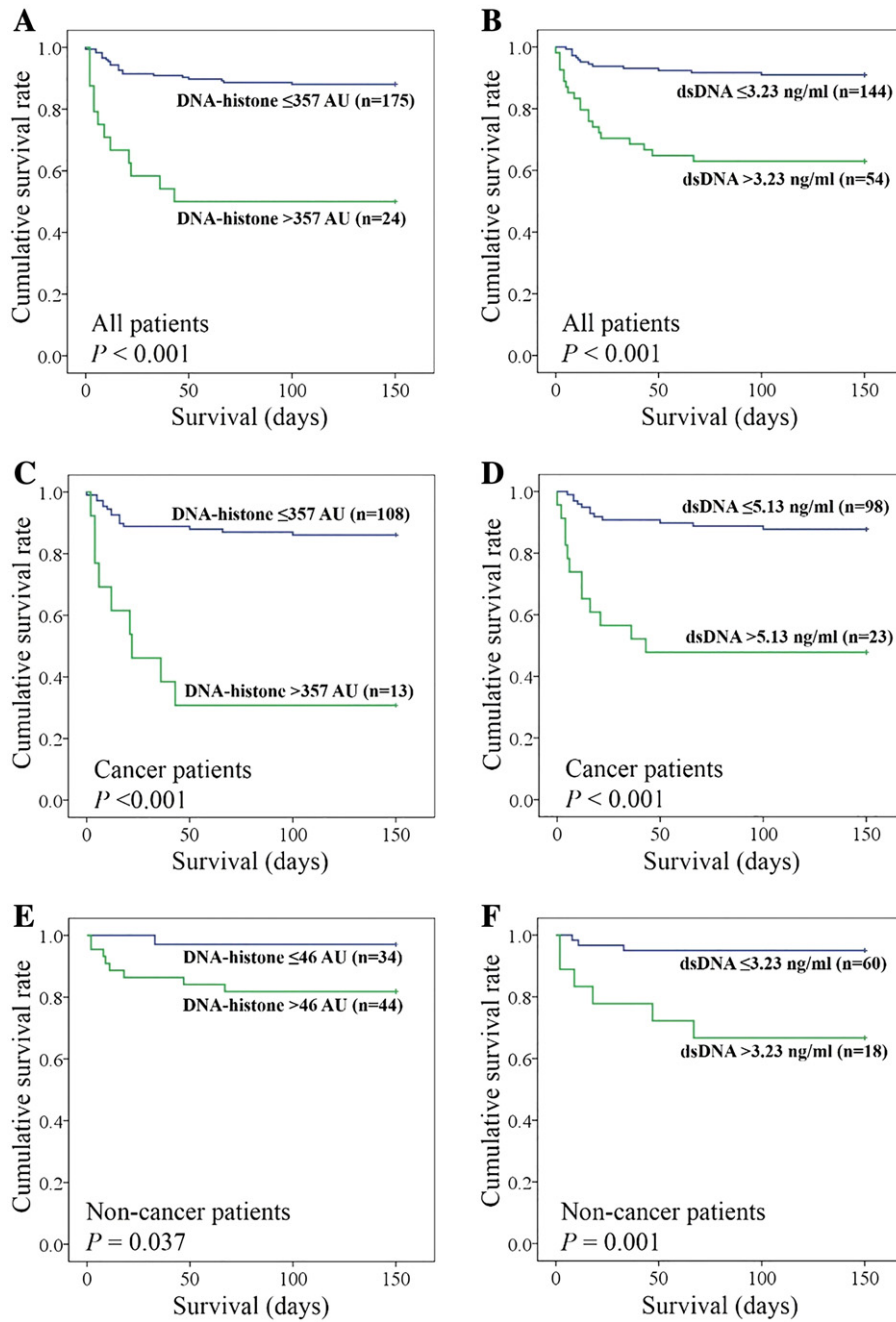 A
Cumulative survival rate
1.0
0.8
0.6
0.4
0.2
0.0
DNA-histone ≤357 AU (n=175)
DNA-histone >357 AU (n=24)
All patients
P < 0.001
0 50 100 150
Survival (days)
B
Cumulative survival rate
1.0
0.8
0.6
0.4
0.2
0.0
dsDNA ≤3.23 ng/ml (n=144)
dsDNA >3.23 ng/ml (n=54)
All patients
P < 0.001
0 50 100 150
Survival (days)
C
Cumulative survival rate
1.0
0.8
0.6
0.4
0.2
0.0
DNA-histone ≤357 AU (n=108)
DNA-histone >357 AU (n=13)
Cancer patients
P <0.001
0 50 100 150
Survival (days)
D
Cumulative survival rate
1.0
0.8
0.6
0.4
0.2
0.0
dsDNA ≤5.13 ng/ml (n=98)
dsDNA >5.13 ng/ml (n=23)
Cancer patients
P < 0.001
0 50 100 150
Survival (days)
E
Cumulative survival rate
1.0
0.8
0.6
0.4
0.2
0.0
DNA-histone ≤46 AU (n=34)
DNA-histone >46 AU (n=44)
Non-cancer patients
P = 0.037
0 50 100 150
Survival (days)
F
Cumulative survival rate
1.0
0.8
0.6
0.4
0.2
0.0
dsDNA ≤3.23 ng/ml (n=60)
dsDNA >3.23 ng/ml (n=18)
Non-cancer patients
P = 0.001
0 50 100 150
Survival (days)